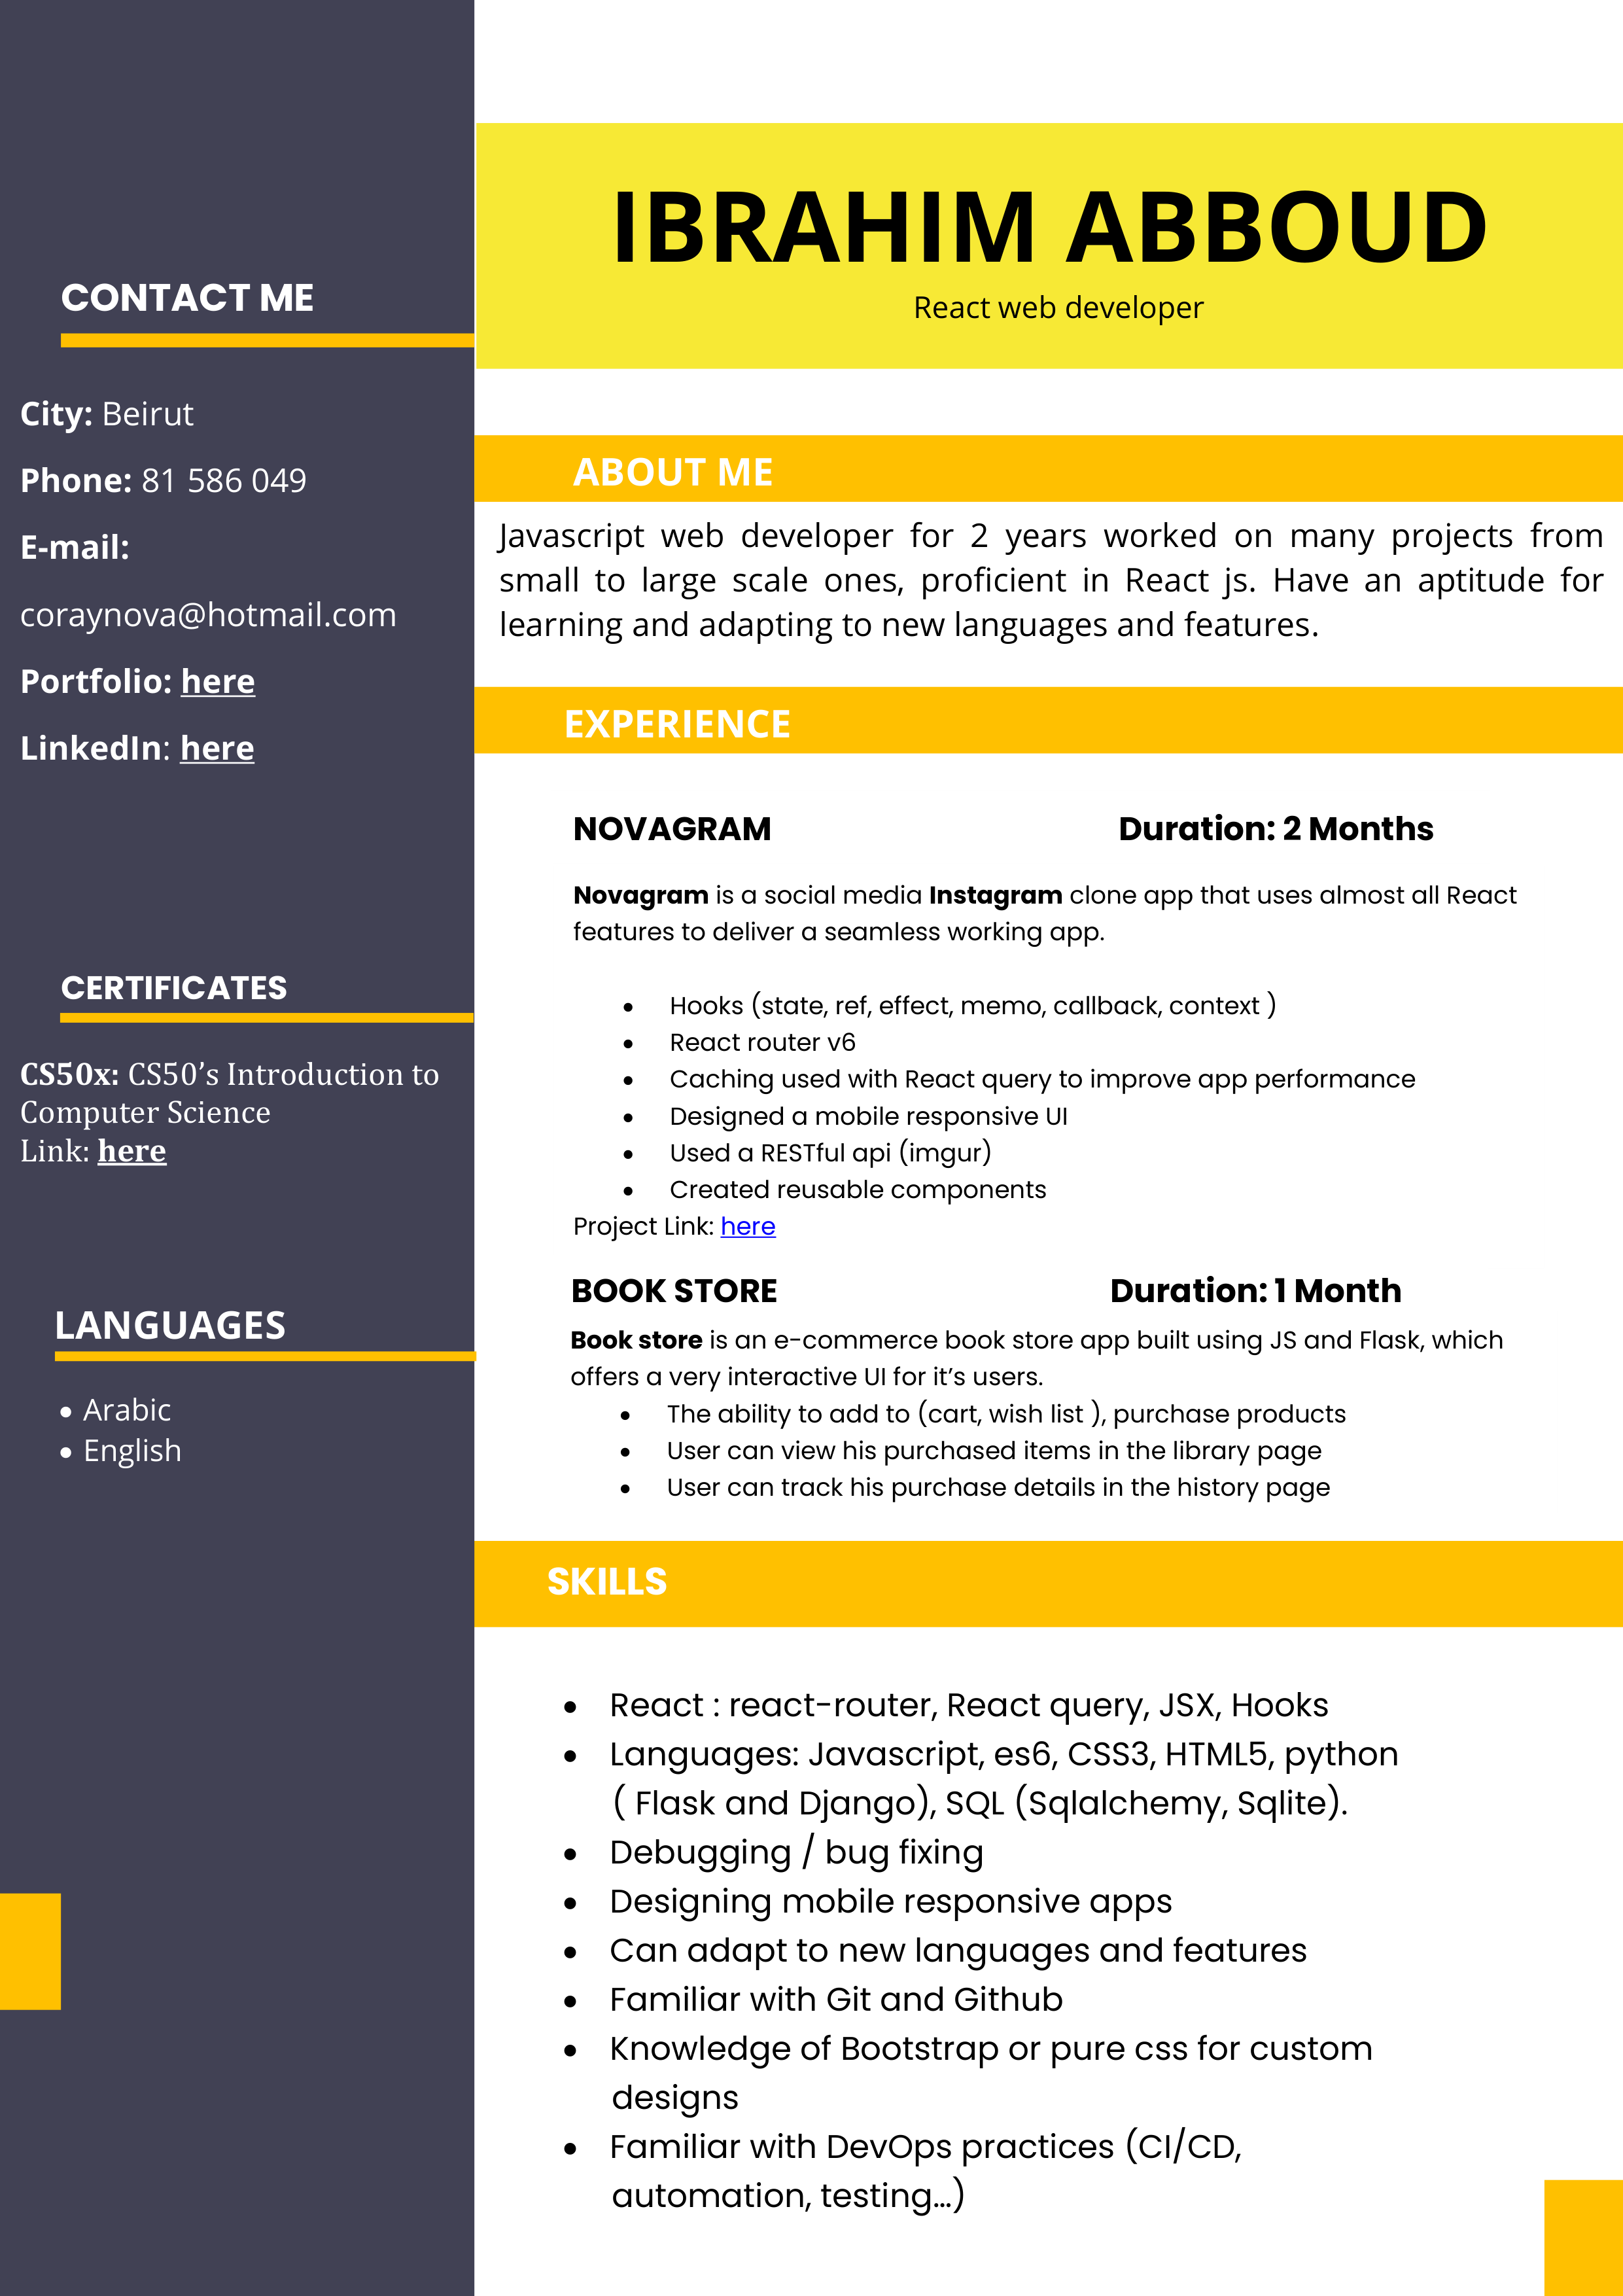 CONTACT ME
City: Beirut
Phone: 81 586 049
E-mail:
coraynova@hotmail.com
Portfolio: here
LinkedIn: here
CERTIFICATES
CS50x: CS50’s Introduction to
Computer Science
Link: here
LANGUAGES
• Arabic
• English
IBRAHIM ABBOUD
React web developer
ABOUT ME
Javascript web developer for 2 years worked on many projects from
small to large scale ones, proficient in React js. Have an aptitude for
learning and adapting to new languages and features.
EXPERIENCE
NOVAGRAM Duration: 2 Months
Novagram is a social media Instagram clone app that uses almost all React
features to deliver a seamless working app.
• Hooks (state, ref, effect, memo, callback, context )
• React router v6
• Caching used with React query to improve app performance
• Designed a mobile responsive UI
• Used a RESTful api (imgur)
• Created reusable components
Project Link: here
BOOK STORE Duration: 1 Month
Book store is an e-commerce book store app built using JS and Flask, which
offers a very interactive UI for it’s users.
• The ability to add to (cart, wish list ), purchase products
• User can view his purchased items in the library page
• User can track his purchase details in the history page
SKILLS
• React : react-router, React query, JSX, Hooks
• Languages: Javascript, es6, CSS3, HTML5, python
( Flask and Django), SQL (Sqlalchemy, Sqlite).
• Debugging / bug fixing
• Designing mobile responsive apps
• Can adapt to new languages and features
• Familiar with Git and Github
• Knowledge of Bootstrap or pure css for custom
designs
• Familiar with DevOps practices (CI/CD,
automation, testing…)